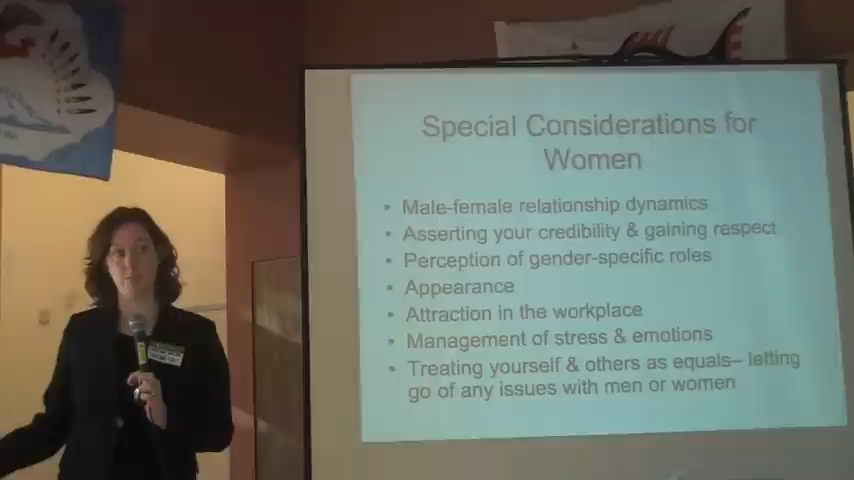 Special Considerations for
Women
• Male-female relationship dynamics
• Asserting your credibility & gaining respect
• Perception of gender-specific roles
• Appearance
• Attraction in the workplace
• Management of stress & emotions
• Treating yourself & others as equals– letting
go of any issues with men or women